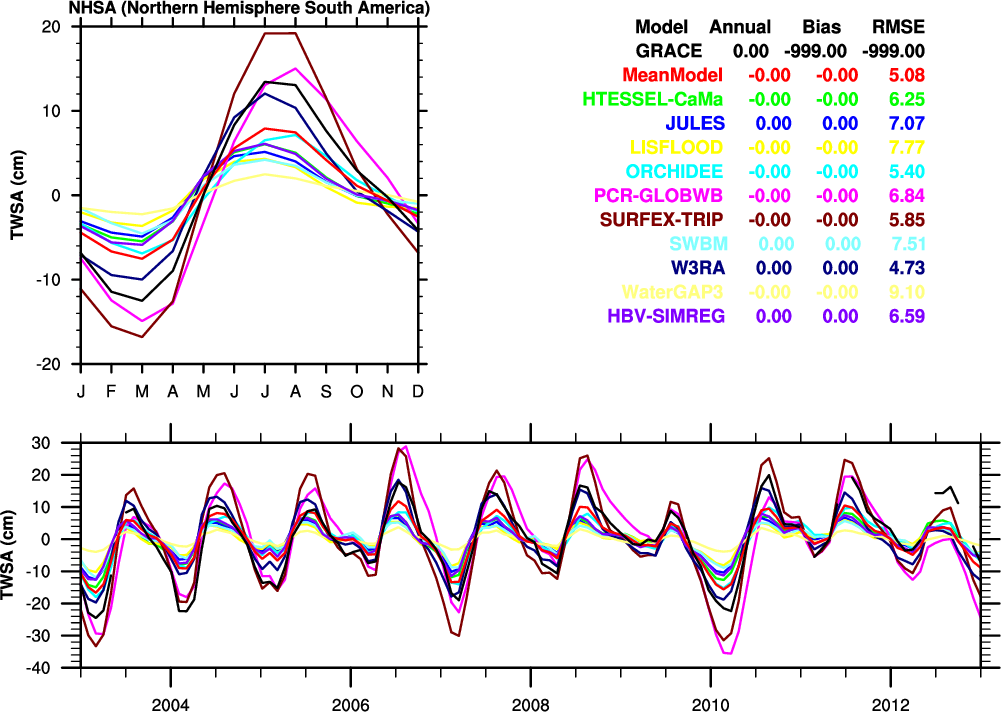 NHSA (Northern Hemisphere South America)
20
10
0
-10
-20
TWSA (cm)
J F M A M J J A S O N D
Model Annual Bias RMSE
GRACE 0.00 -999.00 -999.00
MeanModel -0.00 -0.00 5.08
HTESSEL-CaMa -0.00 -0.00 6.25
JULES 0.00 0.00 7.07
LISFLOOD -0.00 -0.00 7.77
ORCHIDEE -0.00 -0.00 5.40
PCR-GLOBWB -0.00 -0.00 6.84
SURFEX-TRIP -0.00 -0.00 5.85
SWBM 0.00 0.00 7.51
W3RA 0.00 0.00 4.73
WaterGAP3 -0.00 -0.00 9.10
HBV-SIMREG 0.00 0.00 6.59
30
20
10
0
-10
-20
-30
-40
TWSA (cm)
2004 2006 2008 2010 2012